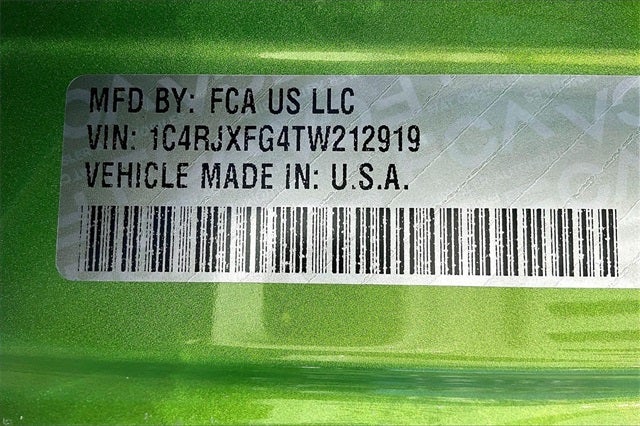 MFD BY: FCA US LLC
VIN: 1C4RJXFG4TW212919
VEHICLE MADE IN: U.S.A.